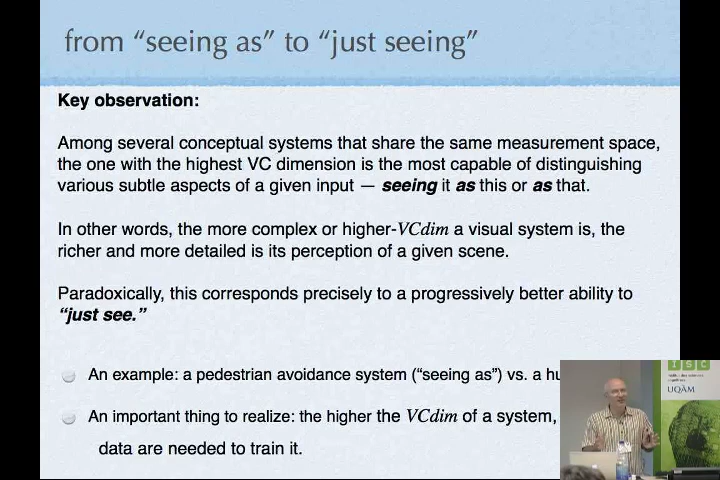 from “seeing as” to “just seeing”
Key observation:
Among several conceptual systems that share the same measurement space,
the one with the highest VC dimension is the most capable of distinguishing
various subtle aspects of a given input — seeing it as this or as that.
In other words, the more complex or higher-VCdim a visual system is, the
richer and more detailed is its perception of a given scene.
Paradoxically, this corresponds precisely to a progressively better ability to
“just see.”
An example: a pedestrian avoidance system (“seeing as”) vs. a hu
An important thing to realize: the higher the VCdim of a system,
data are needed to train it.
ISC
UQÀM